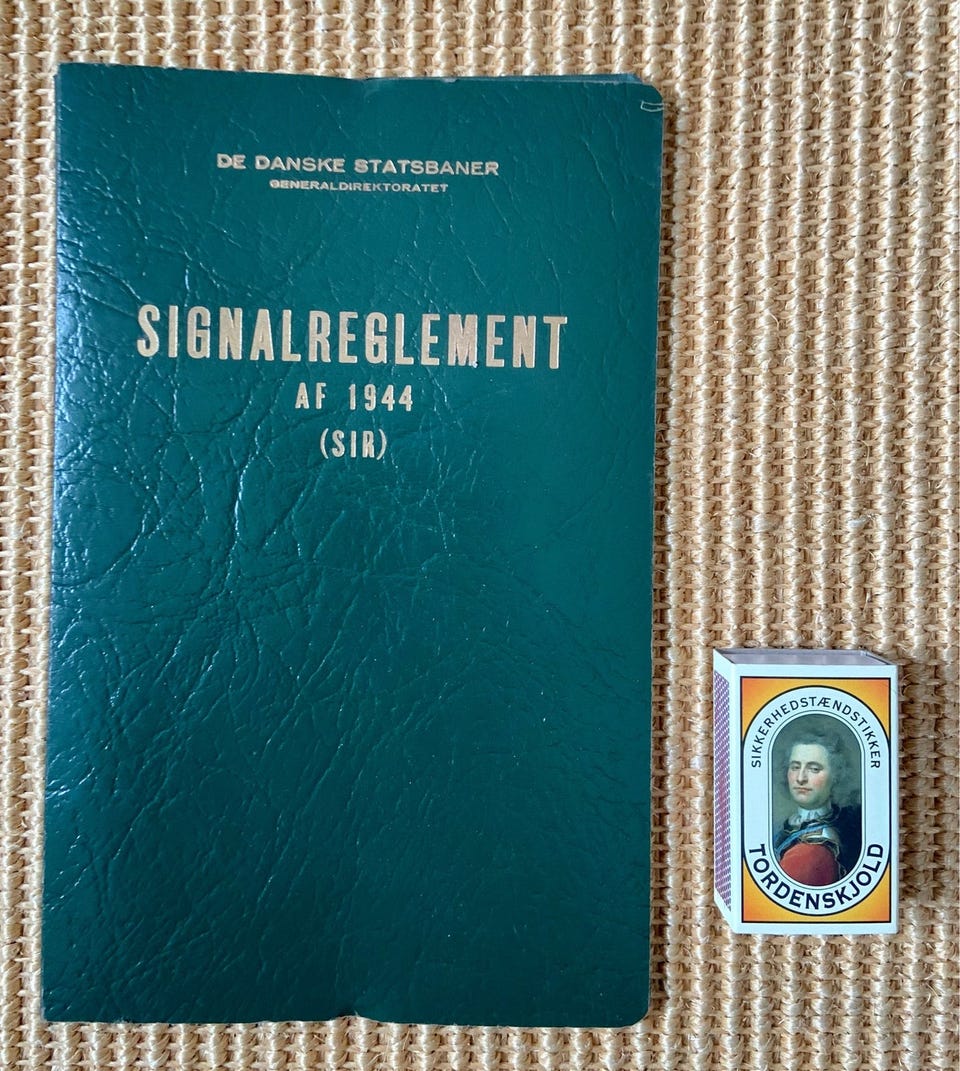 DE DANSKE STATSBANER
GENERALDIREKTORATET
SIGNALREGLEMENT
AF 1944
(SIR)
SIKKERHEDSTÆNDSTIKKER
TORDENSKJOLD